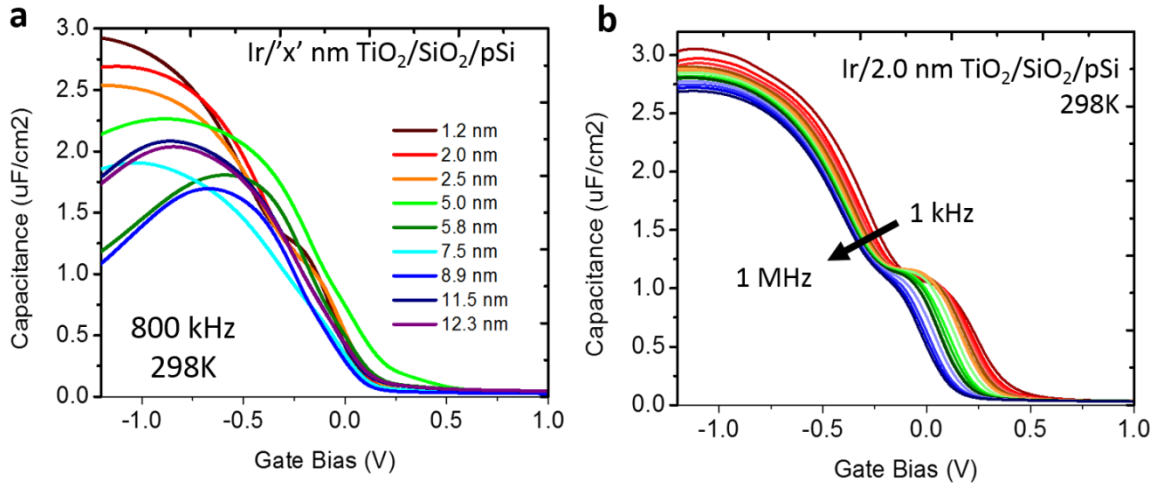 a
Ir/'x' nm TiO₂/SiO₂/pSi
Capacitance (uF/cm2)
3.0
2.5
2.0
1.5
1.0
0.5
0.0
1.2 nm
2.0 nm
2.5 nm
5.0 nm
5.8 nm
7.5 nm
8.9 nm
11.5 nm
12.3 nm
800 kHz
298K
-1.0
-0.5
0.0
0.5
1.0
Gate Bias (V)
b
Ir/2.0 nm TiO₂/SiO₂/pSi
298K
Capacitance (uF/cm2)
3.0
2.5
2.0
1.5
1.0
0.5
0.0
1 kHz
1 MHz
-1.0
-0.5
0.0
0.5
1.0
Gate Bias (V)